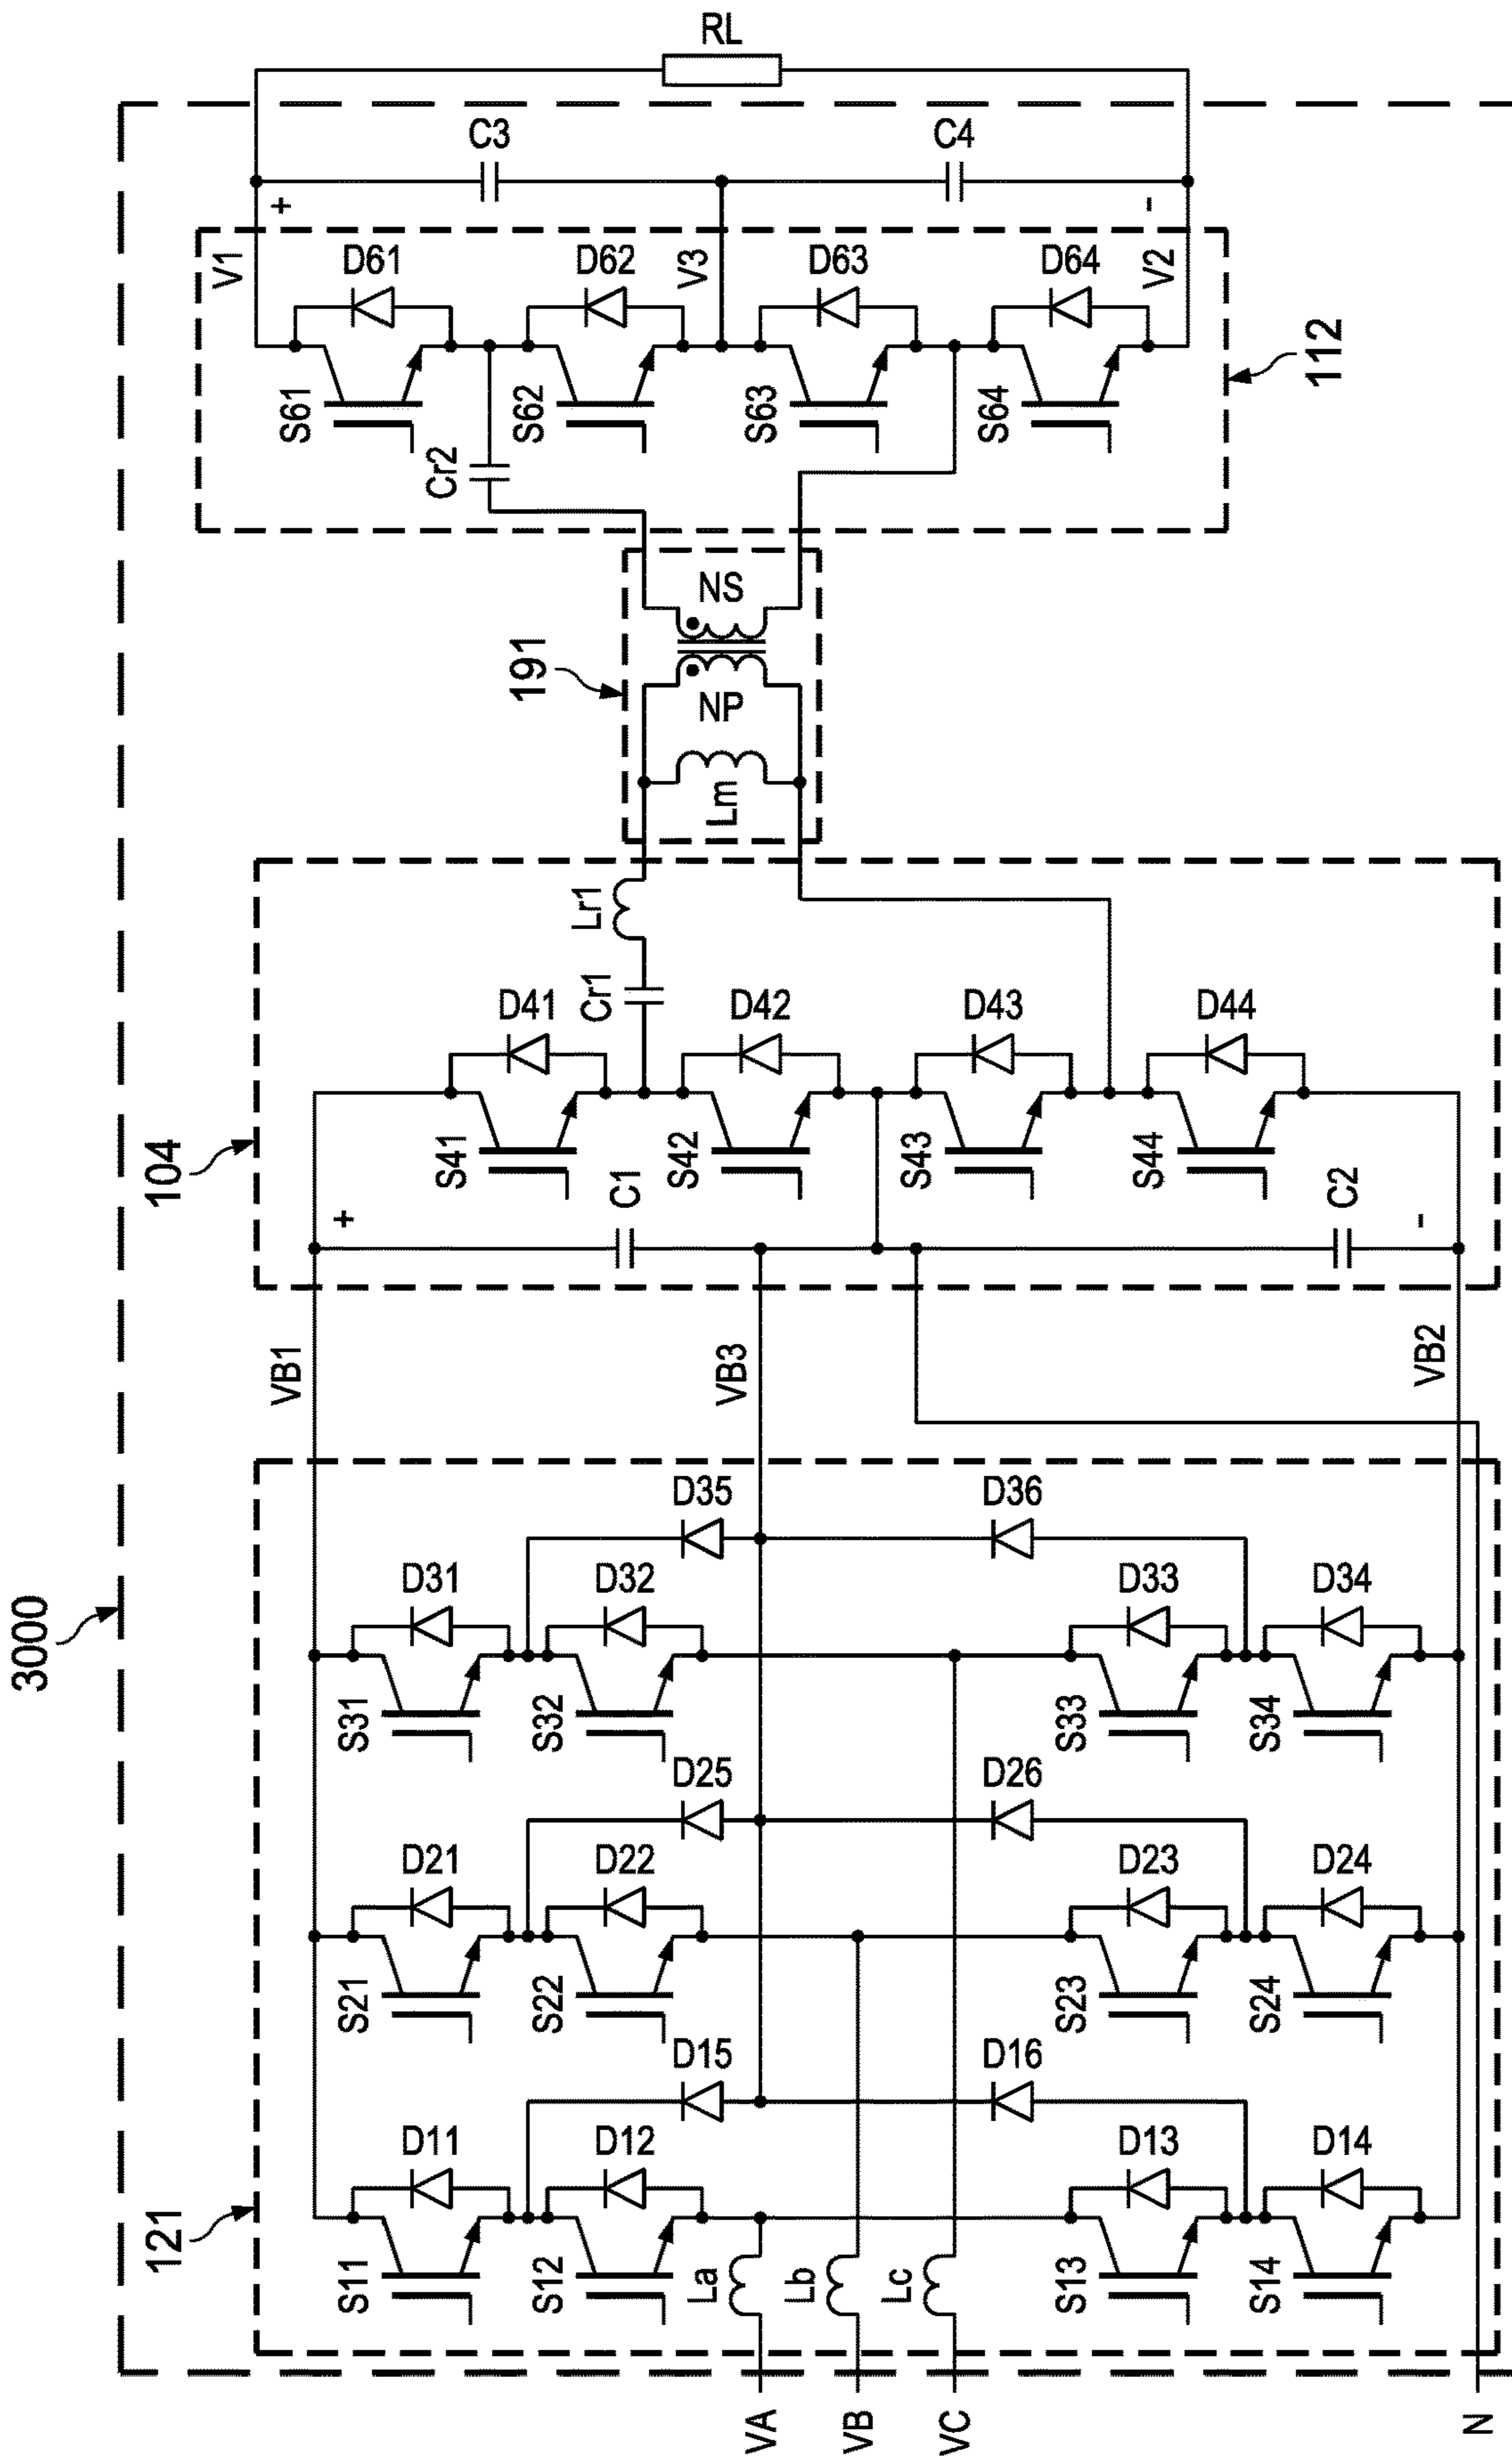 3000
121
104
191
112
VA
VB
VC
N
La
Lb
Lc
S11
D11
S12
D12
D15
D16
S13
D13
S14
D14
S21
D21
S22
D22
D25
D26
S23
D23
S24
D24
S31
D31
S32
D32
D35
D36
S33
D33
S34
D34
VB1
VB3
VB2
+
C1
C2
-
S41
D41
S42
D42
S43
D43
S44
D44
Cr1
Lr1
Lm
NP
NS
Cr2
S61
D61
S62
D62
S63
D63
S64
D64
V1
V3
V2
+
-
C3
C4
RL